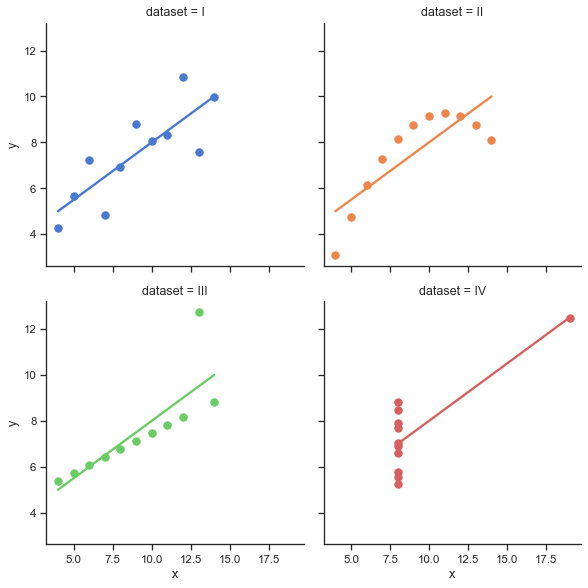 dataset = I
dataset = II
12
10
8
6
4
y
dataset = III
dataset = IV
12
10
8
6
4
y
5.0 7.5 10.0 12.5 15.0 17.5
5.0 7.5 10.0 12.5 15.0 17.5
x
x